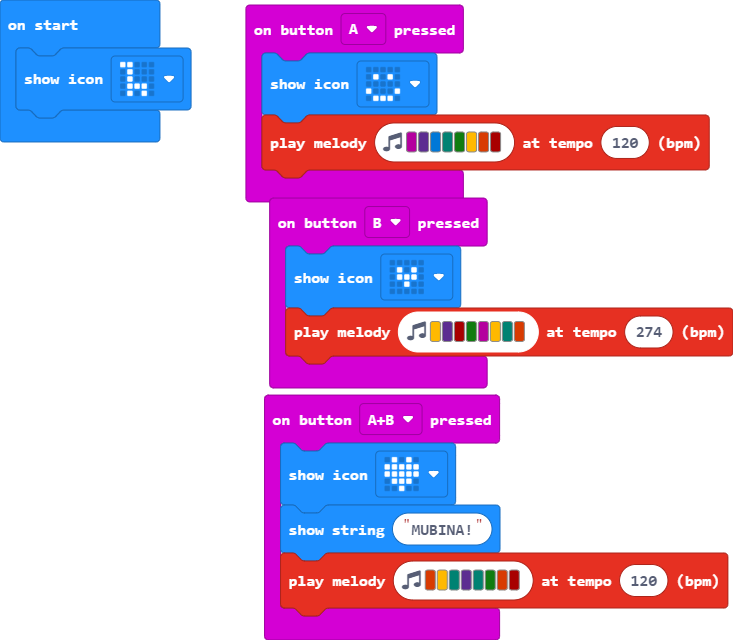 on start
show icon
on button A pressed
show icon
play melody at tempo 120 (bpm)
on button B pressed
show icon
play melody at tempo 274 (bpm)
on button A+B pressed
show icon
show string "MUBINA!"
play melody at tempo 120 (bpm)